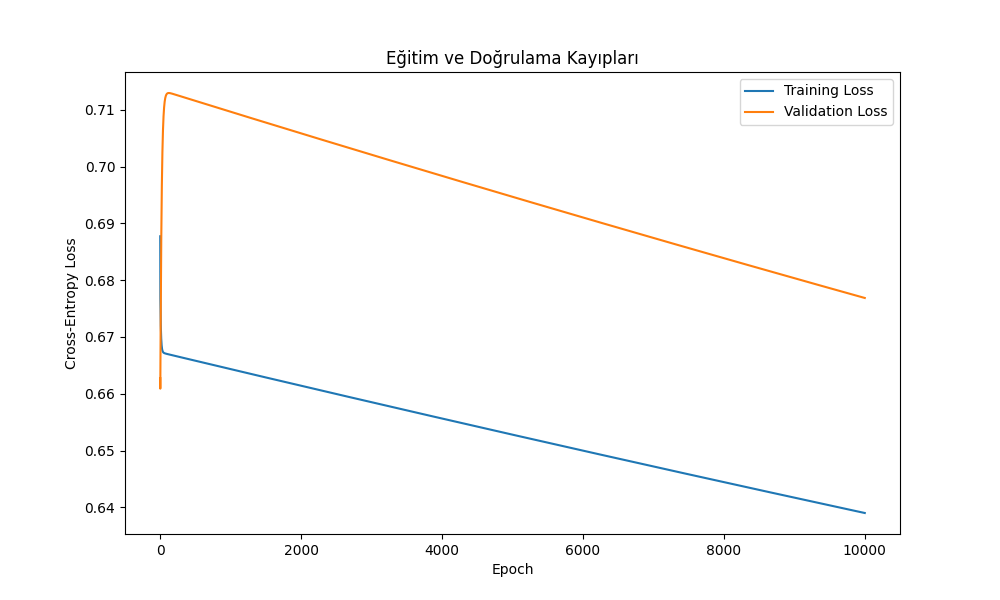 Eğitim ve Doğrulama Kayıpları
Training Loss
Validation Loss
Cross-Entropy Loss
0.71
0.70
0.69
0.68
0.67
0.66
0.65
0.64
0 2000 4000 6000 8000 10000
Epoch